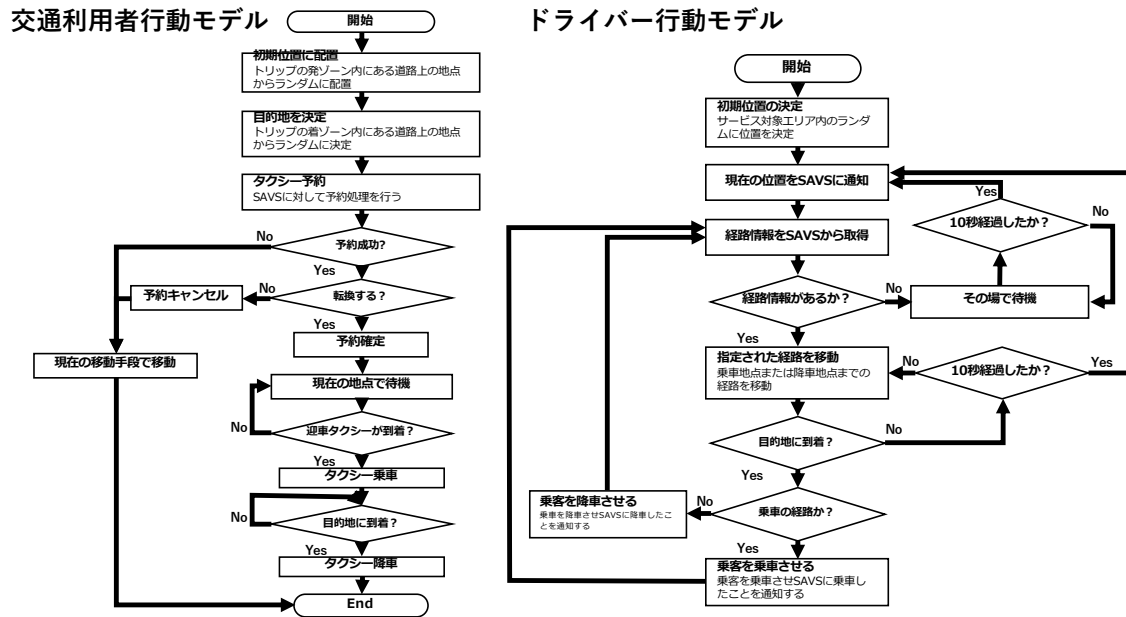 交通利用者行動モデル
開始
初期位置に配置
トリップの発ゾーン内にある道路上の地点
からランダムに配置
目的地を決定
トリップの着ゾーン内にある道路上の地点
からランダムに決定
タクシー予約
SAVSに対して予約処理を行う
No
予約成功?
Yes
予約キャンセル
No
転換する？
Yes
予約確定
現在の移動手段で移動
現在の地点で待機
No
迎車タクシーが到着？
Yes
タクシー乗車
No
目的地に到着？
Yes
タクシー降車
End
ドライバー行動モデル
開始
初期位置の決定
サービス対象エリア内のランダ
ムに位置を決定
現在の位置をSAVSに通知
Yes
10秒経過したか？
No
経路情報をSAVSから取得
経路情報があるか？
No
その場で待機
Yes
指定された経路を移動
乗車地点または降車地点までの
経路を移動
No
10秒経過したか？
Yes
目的地に到着？
No
Yes
乗客を降車させる
乗車を降車させSAVSに降車したこ
とを通知する
No
乗車の経路か？
Yes
乗客を乗車させる
乗客を乗車させSAVSに乗車し
たことを通知する